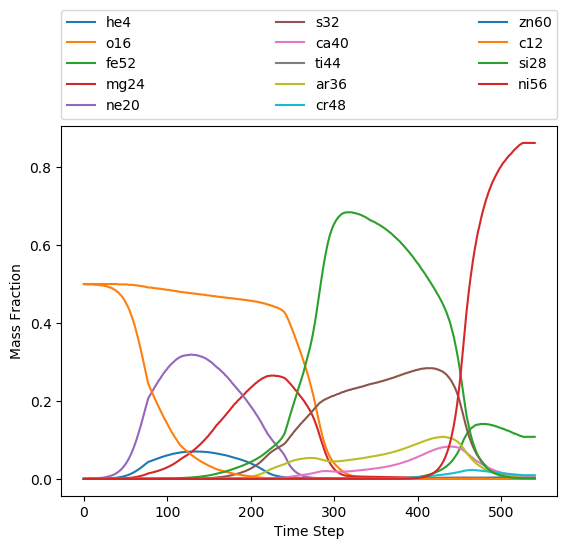 he4 s32 zn60
o16 ca40 c12
fe52 ti44 si28
mg24 ar36 ni56
ne20 cr48
0.8
0.6
0.4
0.2
0.0
Mass Fraction
0 100 200 300 400 500
Time Step